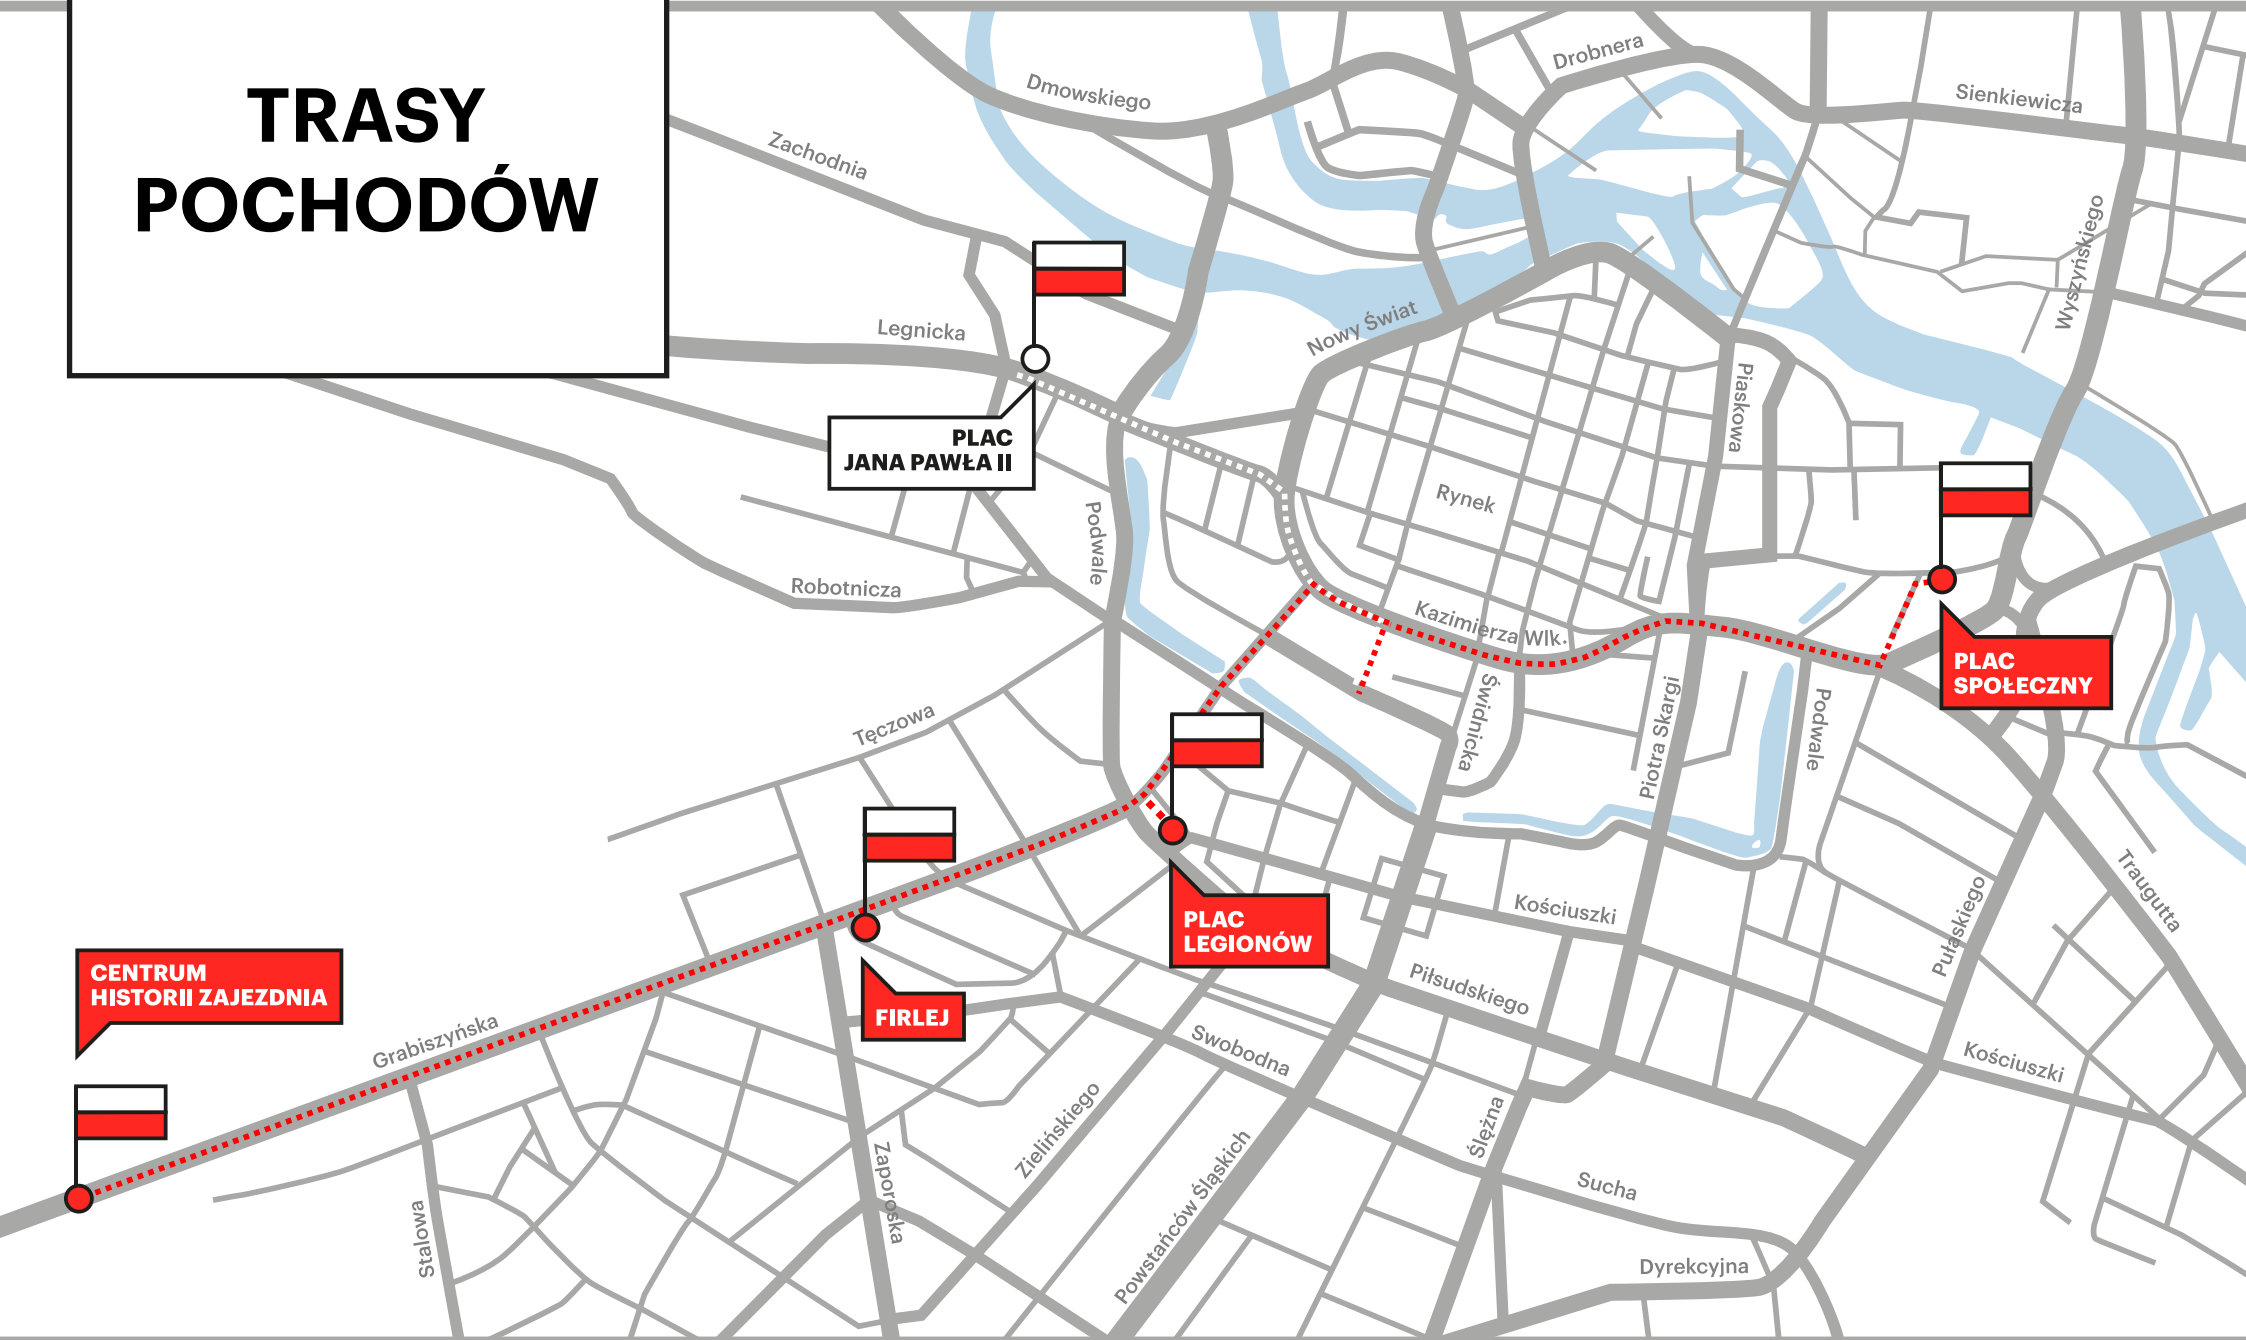 TRASY
POCHODÓW
Dmowskiego
Drobnera
Sienkiewicza
Zachodnia
Wyszyńskiego
Legnicka
Nowy Świat
Piaskowa
PLAC
JANA PAWŁA II
Rynek
Podwale
Robotnicza
Kazimierza Wlk.
PLAC
SPOŁECZNY
Świdnicka
Piotra Skargi
Podwale
Tęczowa
Traugutta
Kościuszki
Pułaskiego
PLAC
LEGIONÓW
CENTRUM
HISTORII ZAJEZDNIA
Piłsudskiego
FIRLEJ
Grabiszyńska
Swobodna
Kościuszki
Zielińskiego
Ślężna
Zaporoska
Powstańców Śląskich
Sucha
Stalowa
Dyrekcyjna